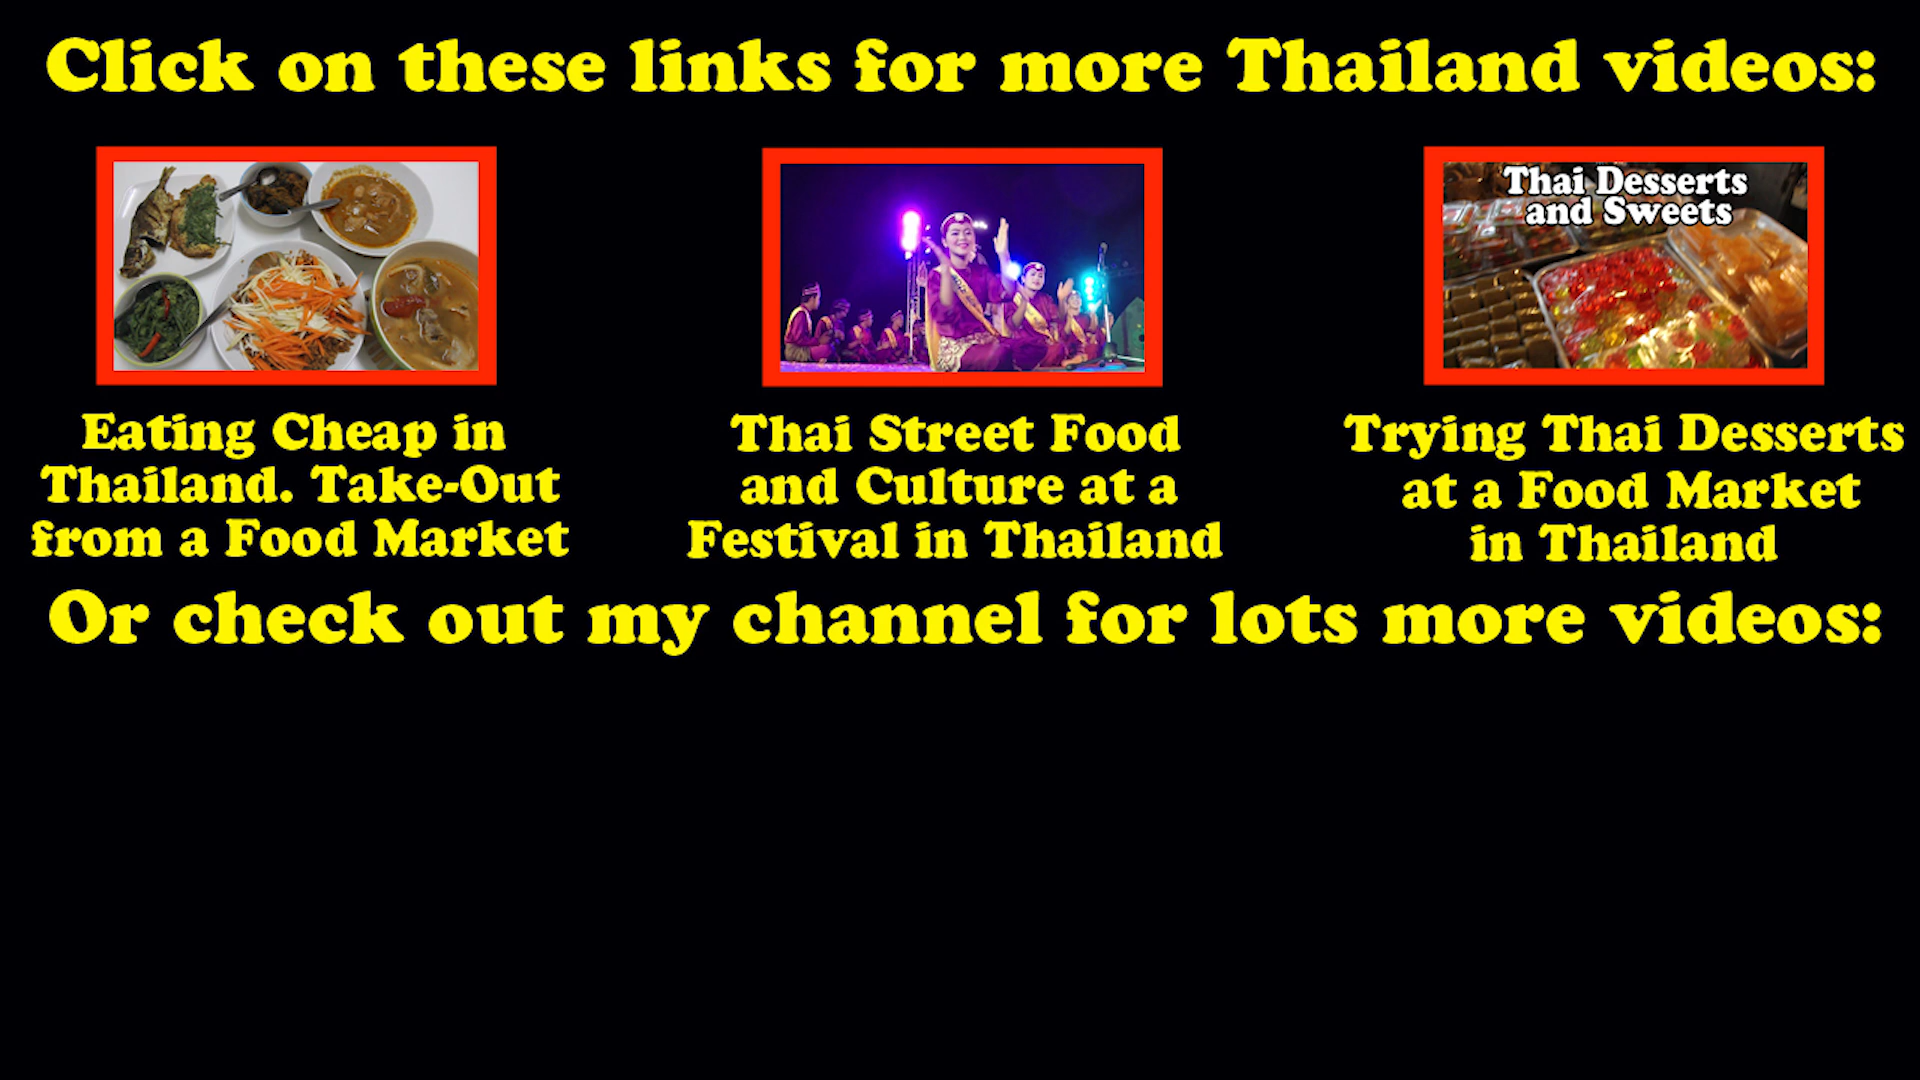 Click on these links for more Thailand videos:
Thai Desserts
and Sweets
Eating Cheap in
Thailand. Take-Out
from a Food Market
Thai Street Food
and Culture at a
Festival in Thailand
Trying Thai Desserts
at a Food Market
in Thailand
Or check out my channel for lots more videos: